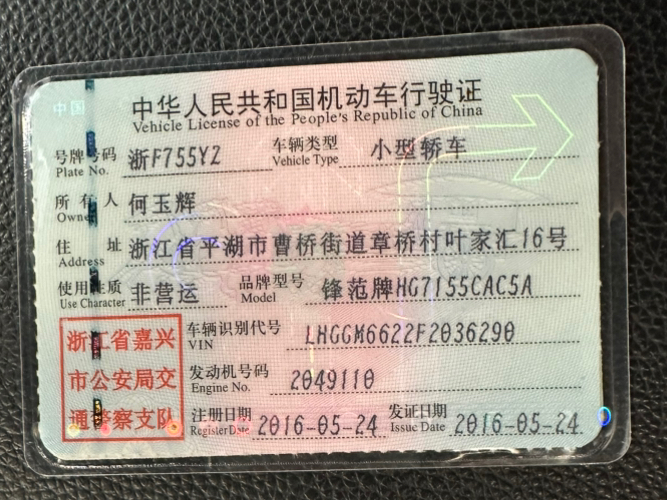 中国
中华人民共和国机动车行驶证
Vehicle License of the People's Republic of China
号牌号码 浙F755Y2 车辆类型 小型轿车
Plate No. Vehicle Type
所有人 何玉辉
Owner
住址 浙江省平湖市曹桥街道章桥村叶家汇16号
Address
使用性质 非营运 品牌型号 锋范牌HG7155CAC5A
Use Character Model
浙江省嘉兴
市公安局交
通警察支队
车辆识别代号 LHGGM6622F2036290
VIN
发动机号码 2049110
Engine No.
注册日期 2016-05-24 发证日期 2016-05-24
Register Date Issue Date